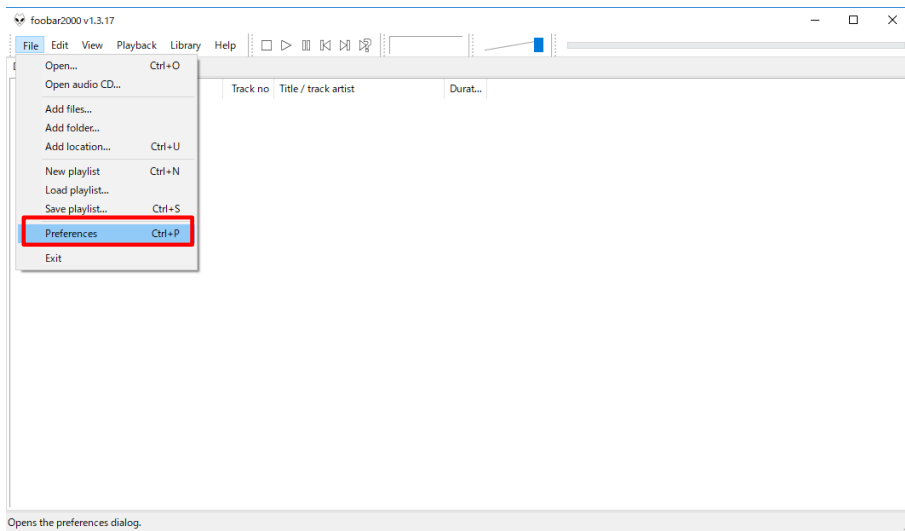 foobar2000 v1.3.17
File Edit View Playback Library Help
Open... Ctrl+O
Open audio CD...
Track no Title / track artist Durat...
Add files...
Add folder...
Add location... Ctrl+U
New playlist Ctrl+N
Load playlist...
Save playlist... Ctrl+S
Preferences Ctrl+P
Exit
Opens the preferences dialog.